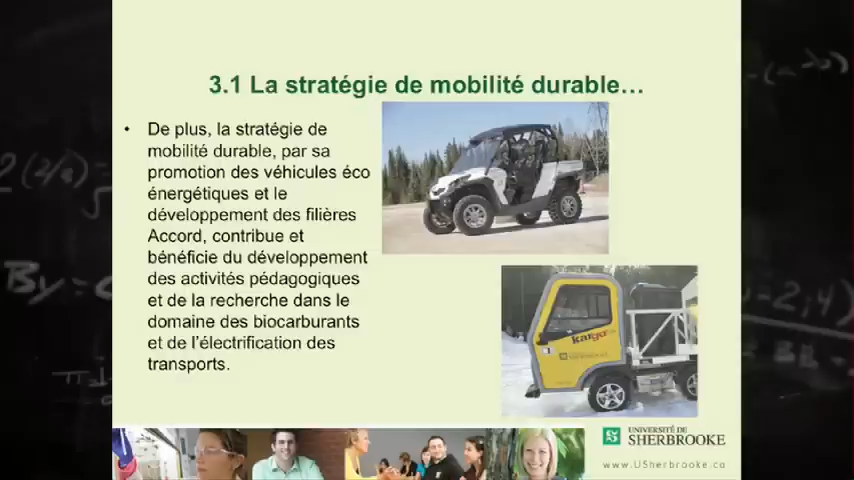 3.1 La stratégie de mobilité durable…
• De plus, la stratégie de
mobilité durable, par sa
promotion des véhicules éco
énergétiques et le
développement des filières
Accord, contribue et
bénéficie du développement
des activités pédagogiques
et de la recherche dans le
domaine des biocarburants
et de l'électrification des
transports.
kargo
UNIVERSITÉ DE
SHERBROOKE
www.USherbrooke.ca
By =